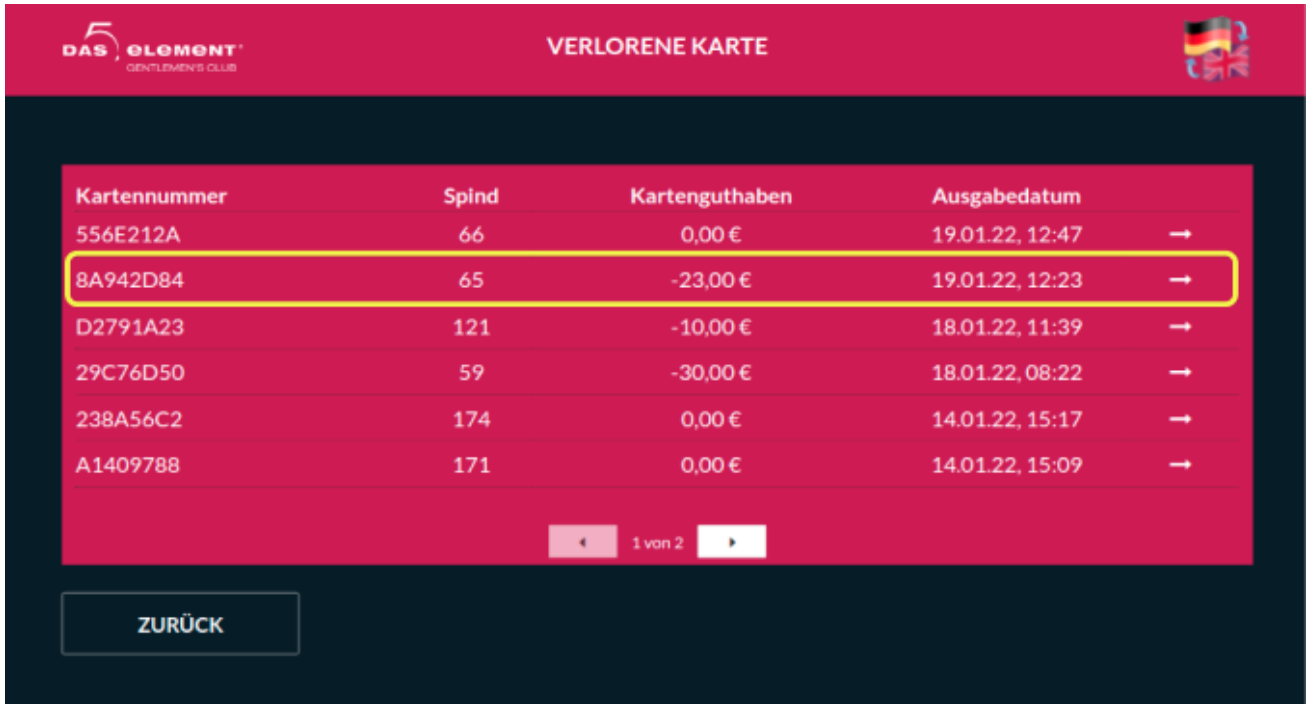 5
DAS element
GENTLEMEN'S CLUB
VERLORENE KARTE
Kartennummer Spind Kartenguthaben Ausgabedatum
556E212A 66 0,00 € 19.01.22, 12:47
8A942D84 65 -23,00 € 19.01.22, 12:23
D2791A23 121 -10,00 € 18.01.22, 11:39
29C76D50 59 -30,00 € 18.01.22, 08:22
238A56C2 174 0,00 € 14.01.22, 15:17
A1409788 171 0,00 € 14.01.22, 15:09
1 von 2
ZURÜCK